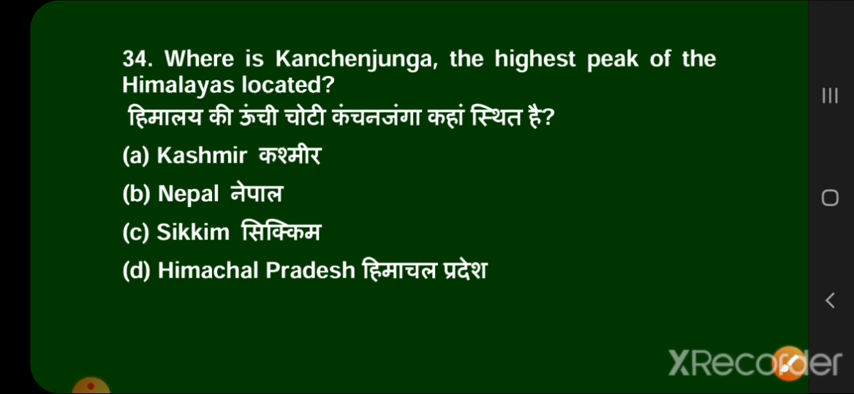 34. Where is Kanchenjunga, the highest peak of the
Himalayas located?
हिमालय की ऊंची चोटी कंचनजंगा कहां स्थित है?
(a) Kashmir कश्मीर
(b) Nepal नेपाल
(c) Sikkim सिक्किम
(d) Himachal Pradesh हिमाचल प्रदेश
XRecorder